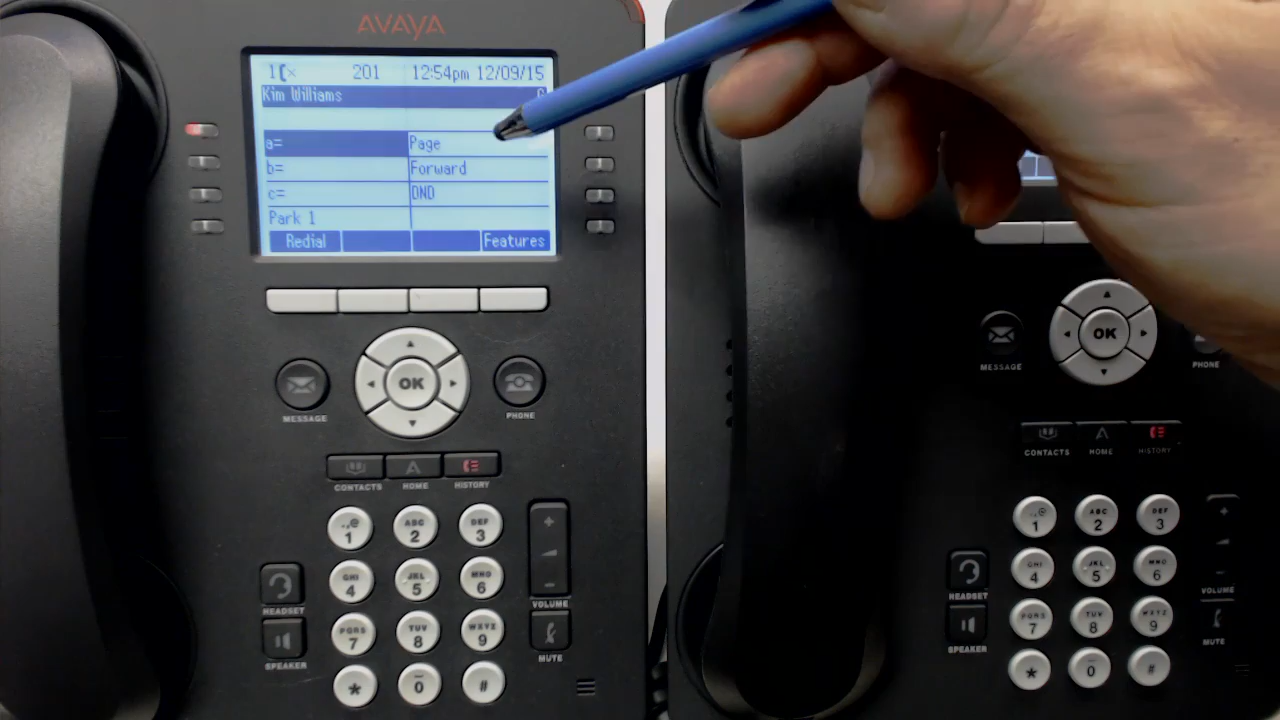 AVAYA
1 201 12:54pm 12/09/15
Kim Williams
a= Page
b= Forward
c= DND
Park 1
Redial Features
OK
MESSAGE PHONE
CONTACTS HOME HISTORY
.,@ 1 ABC 2 DEF 3
GHI 4 JKL 5 MNO 6
HEADSET VOLUME
PQRS 7 TUV 8 WXYZ 9
SPEAKER MUTE
* 0 #
OK
MESSAGE PHONE
CONTACTS HOME HISTORY
.,@ 1 ABC 2 DEF 3
GHI 4 JKL 5 MNO 6
HEADSET VOLUME
PQRS 7 TUV 8 WXYZ 9
SPEAKER MUTE
* 0 #